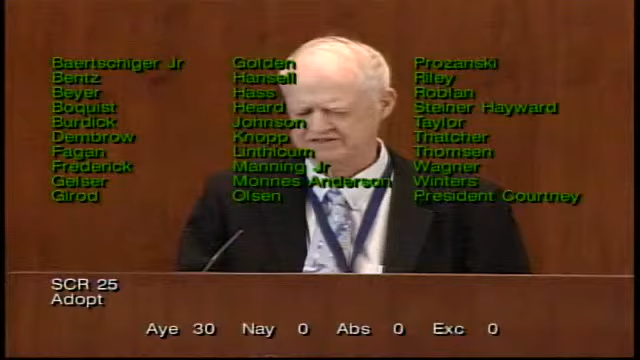 Baertschiger Jr Golden Prozanski
Bentz Hansell Riley
Beyer Hass Roblan
Boquist Heard Steiner Hayward
Burdick Johnson Taylor
Dembrow Knopp Thatcher
Fagan Linthicum Thomsen
Frederick Manning Jr Wagner
Gelser Monnes Anderson Winters
Girod Olsen President Courtney
SCR 25
Adopt
Aye 30 Nay 0 Abs 0 Exc 0